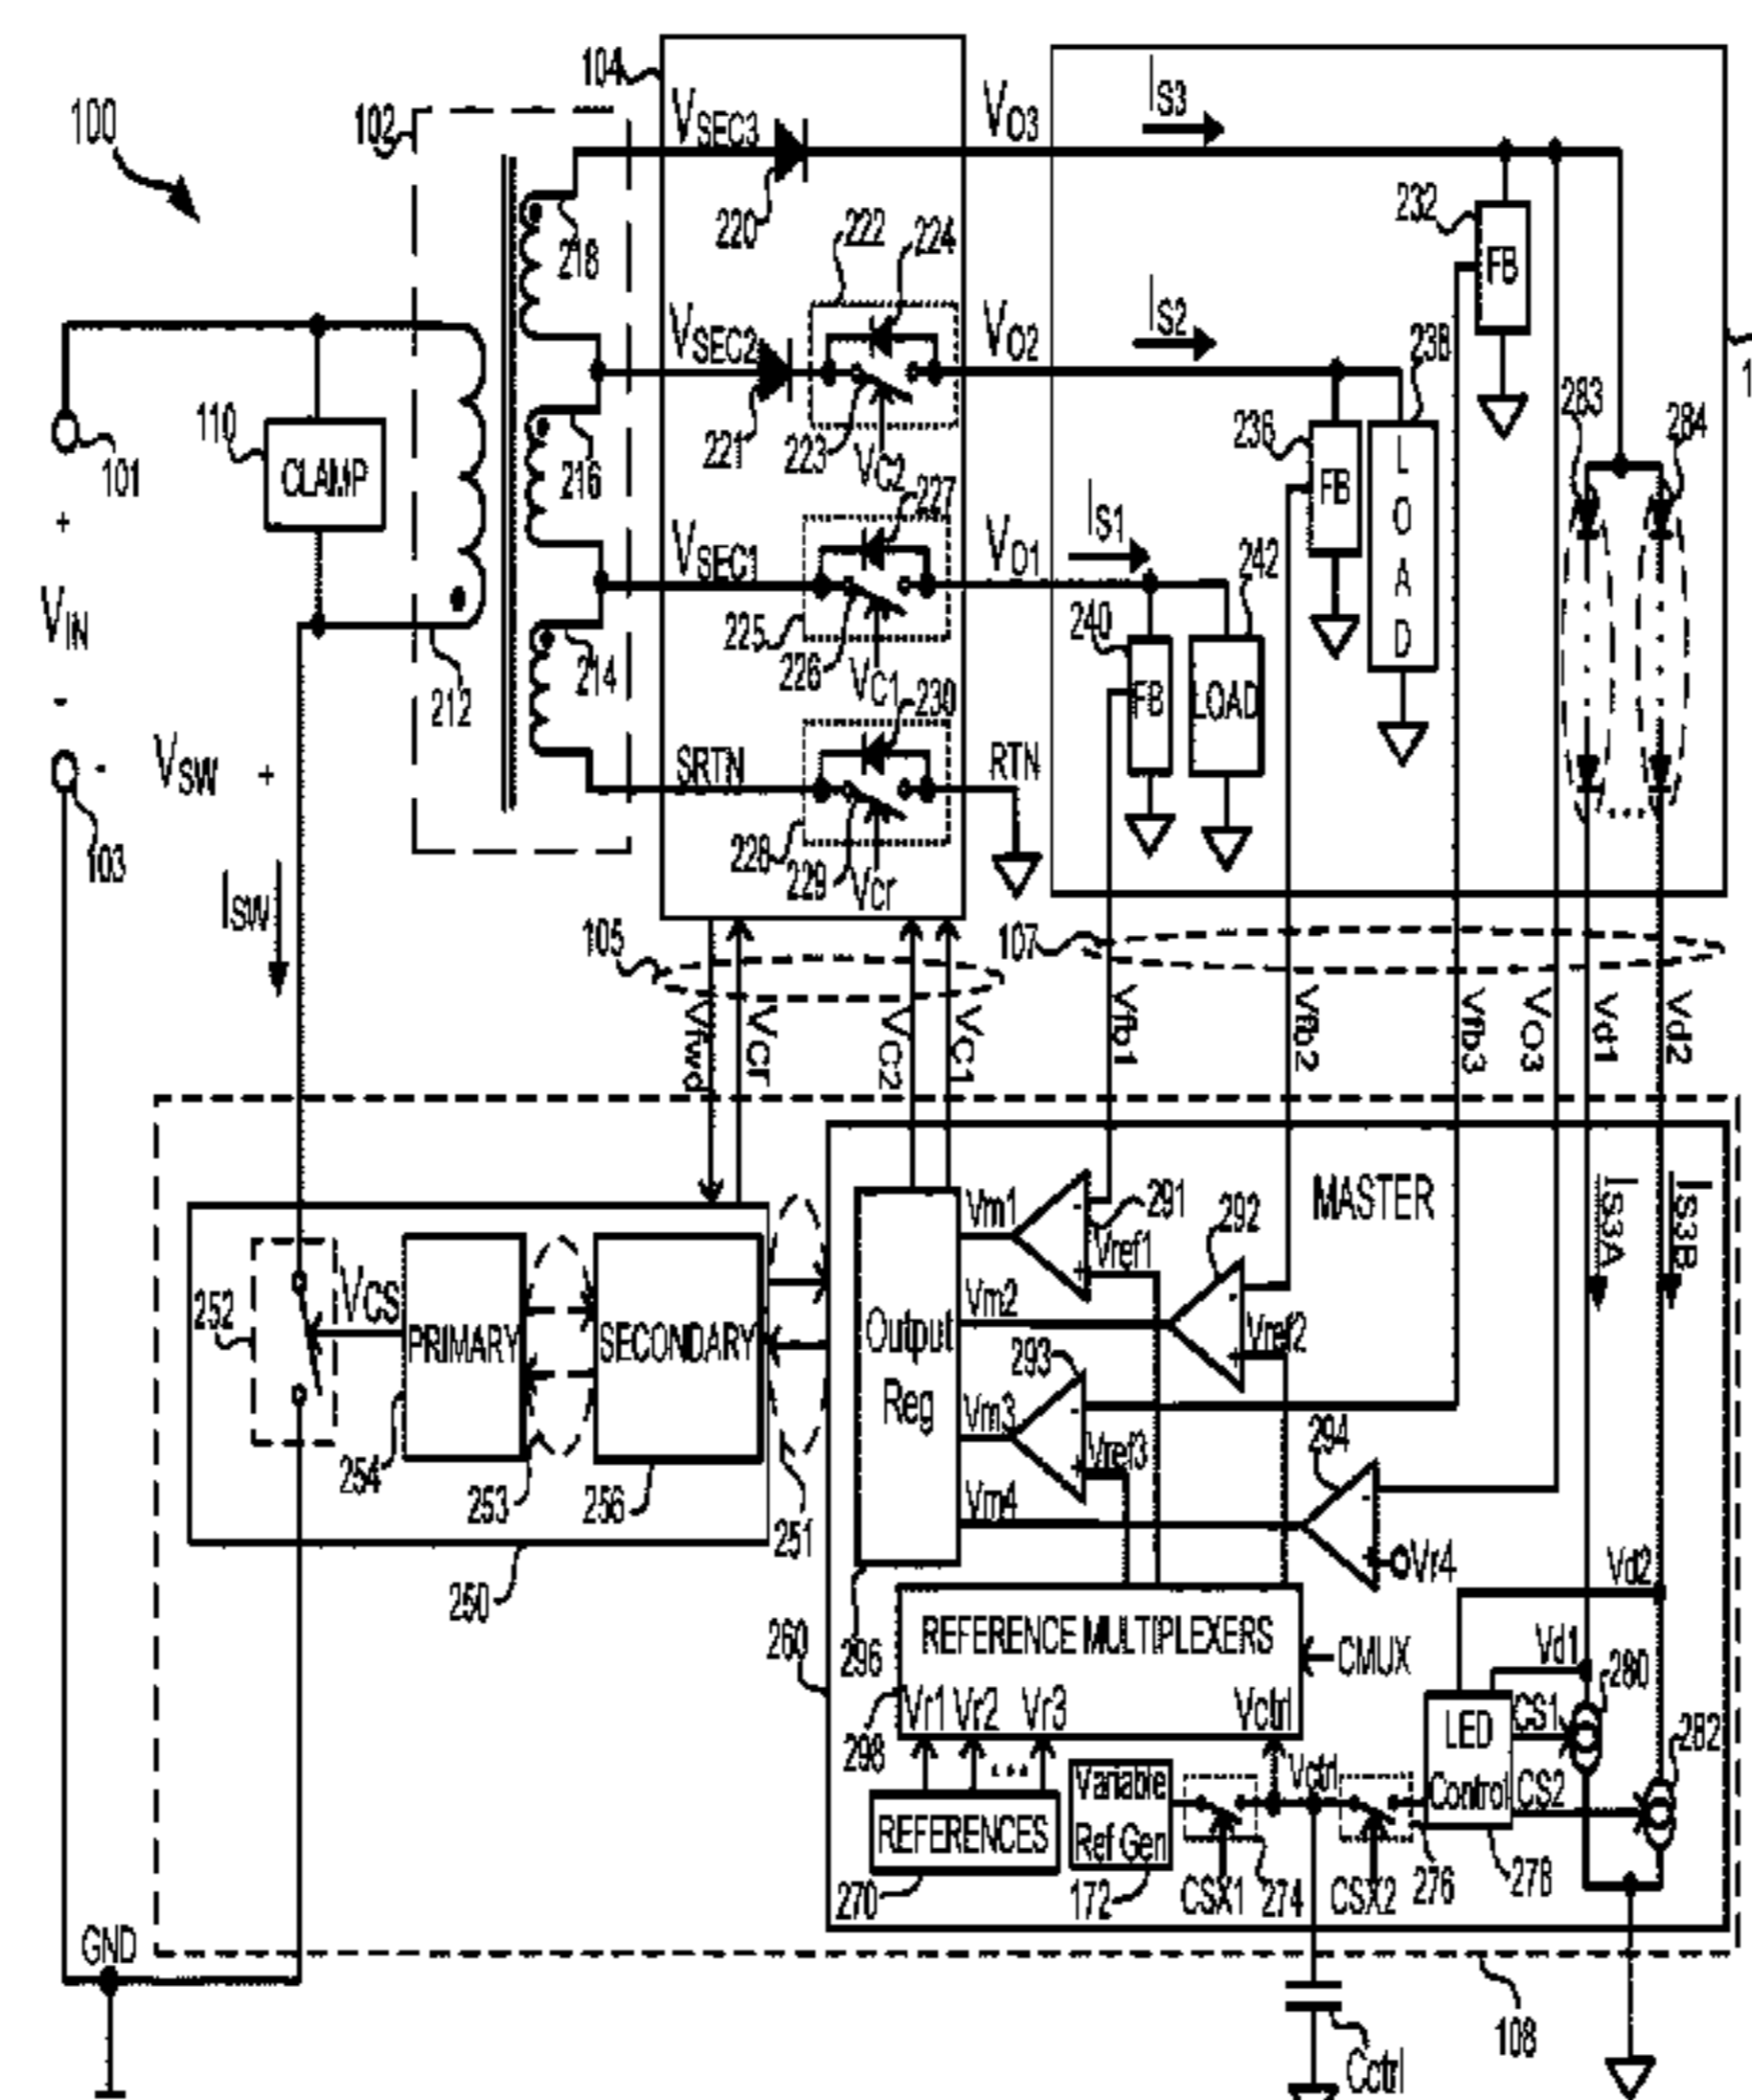 100
102
104
VSEC3
VO3
IS3
220
218
222
224
232
FB
VSEC2
VO2
IS2
238
221
223
VC2
236
FB
LOAD
283
284
110
CLAMP
101
+
VIN
-
103
216
227
VSEC1
VO1
IS1
225
226
VC1
240
242
FB
LOAD
212
214
230
SRTN
RTN
228
229
Vcr
- VSW +
ISW
105
107
Vfwd
Vcr
VC2
VC1
Vfb1
Vfb2
Vfb3
VO3
Vd1
Vd2
MASTER
IS3A
IS3B
252
VCS
PRIMARY
SECONDARY
254
253
256
251
250
Output
Reg
Vm1
Vm2
Vm3
Vm4
-
+
291
Vref1
-
+
292
Vref2
-
+
293
Vref3
-
+
294
Vr4
296
260
REFERENCE MULTIPLEXERS
CMUX
Vr1 Vr2 Vr3 Vctrl
298
...
REFERENCES
270
Variable
Ref Gen
172
CSX1
274
Vctrl
CSX2
276
LED
Control
278
Vd2
Vd1
CS1
CS2
280
282
GND
108
Cctrl